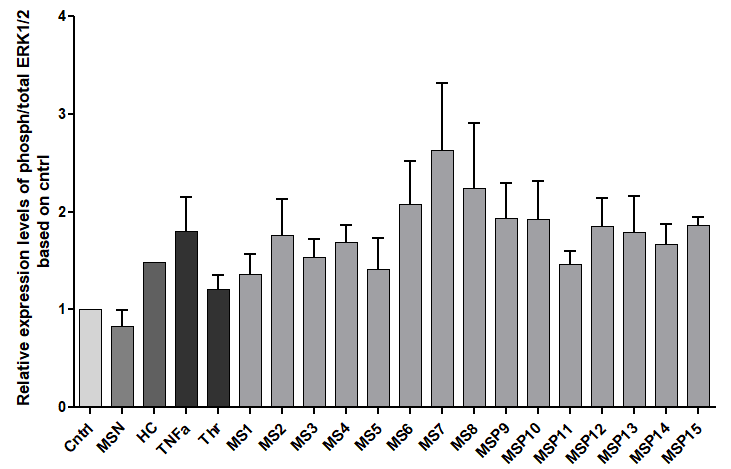 Relative expression levels of phosph/total ERK1/2
based on cntrl
4
3
2
1
0
Cntrl
MSN
HC
TNFa
Thr
MS1
MS2
MS3
MS4
MS5
MS6
MS7
MS8
MSP9
MSP10
MSP11
MSP12
MSP13
MSP14
MSP15